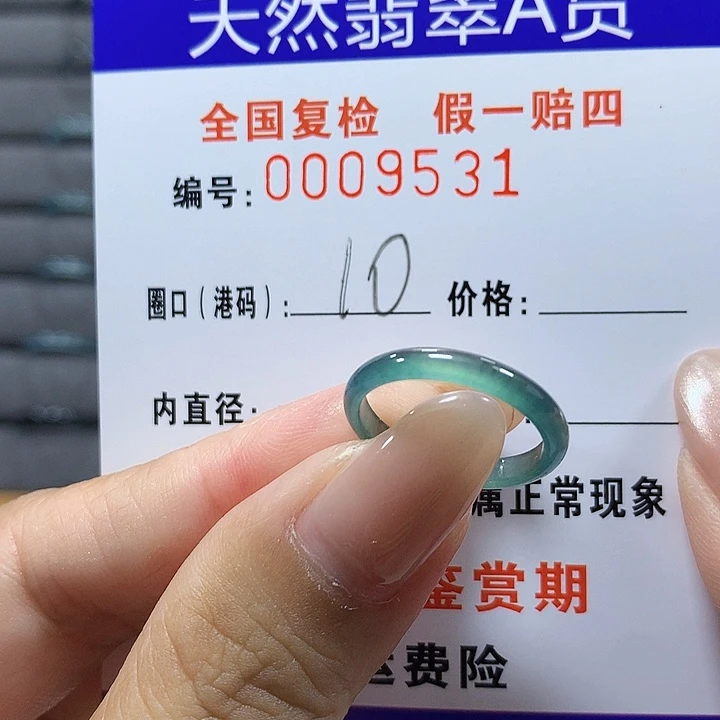 天然翡翠A货
全国复检 假一赔四
编号: 0009531
圈口(港码): 10 价格:
内直径:
属正常现象
鉴赏期
运费险